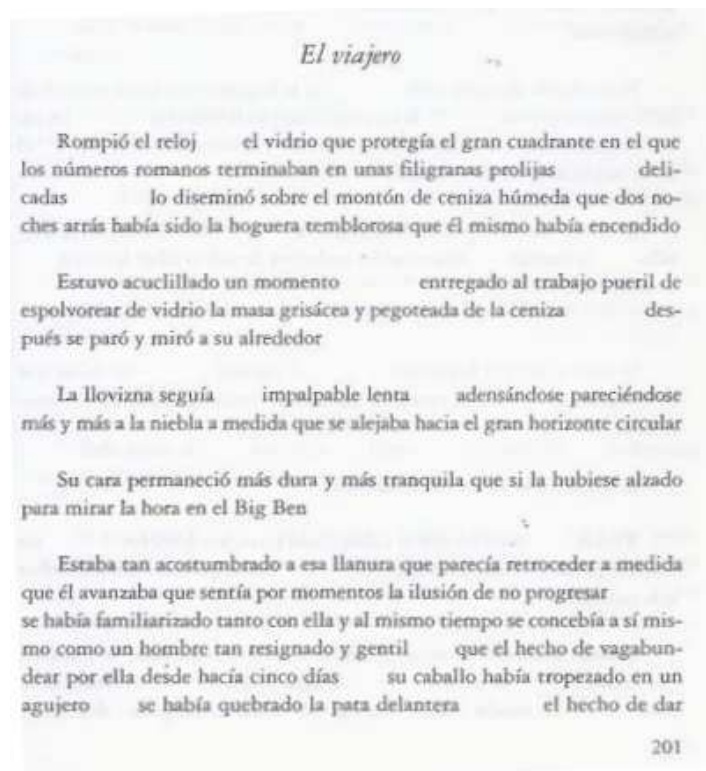 El viajero
Rompió el reloj el vidrio que protegía el gran cuadrante en el que
los números romanos terminaban en unas filigranas prolijas deli-
cadas lo diseminó sobre el montón de ceniza húmeda que dos no-
ches atrás había sido la hoguera temblorosa que él mismo había encendido
Estuvo acuclillado un momento entregado al trabajo pueril de
espolvorear de vidrio la masa grisácea y pegoteada de la ceniza des-
pués se paró y miró a su alrededor
La llovizna seguía impalpable lenta adensándose pareciéndose
más y más a la niebla a medida que se alejaba hacia el gran horizonte circular
Su cara permaneció más dura y más tranquila que si la hubiese alzado
para mirar la hora en el Big Ben
Estaba tan acostumbrado a esa llanura que parecía retroceder a medida
que él avanzaba que sentía por momentos la ilusión de no progresar
se había familiarizado tanto con ella y al mismo tiempo se concebía a sí mis-
mo como un hombre tan resignado y gentil que el hecho de vagabun-
dear por ella desde hacía cinco días su caballo había tropezado en un
agujero se había quebrado la pata delantera el hecho de dar
201